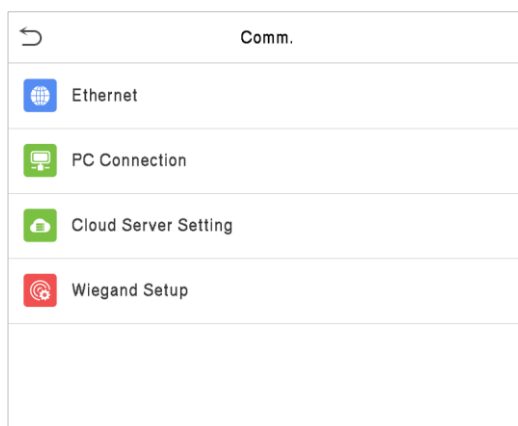 Comm.
Ethernet
PC Connection
Cloud Server Setting
Wiegand Setup